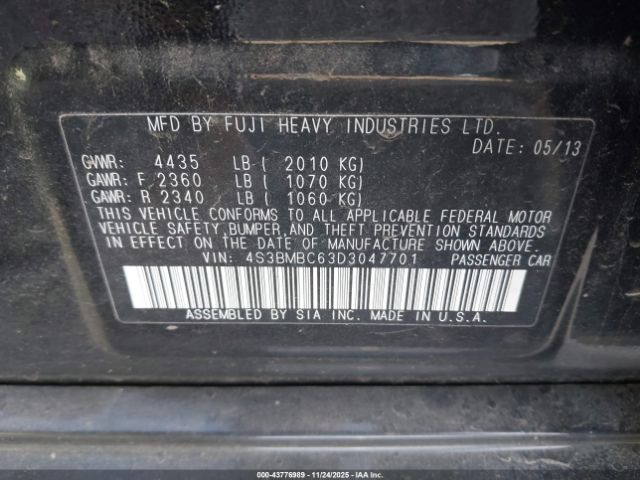 MFD BY FUJI HEAVY INDUSTRIES LTD.
DATE: 05/13
GVWR: 4435 LB ( 2010 KG)
GAWR: F 2360 LB ( 1070 KG)
GAWR: R 2340 LB ( 1060 KG)
THIS VEHICLE CONFORMS TO ALL APPLICABLE FEDERAL MOTOR
VEHICLE SAFETY, BUMPER, AND THEFT PREVENTION STANDARDS
IN EFFECT ON THE DATE OF MANUFACTURE SHOWN ABOVE.
VIN: 4S3BMBC63D3047701 PASSENGER CAR
ASSEMBLED BY SIA INC. MADE IN U.S.A.
000-43776989 - 11/24/2025 - IAA Inc.